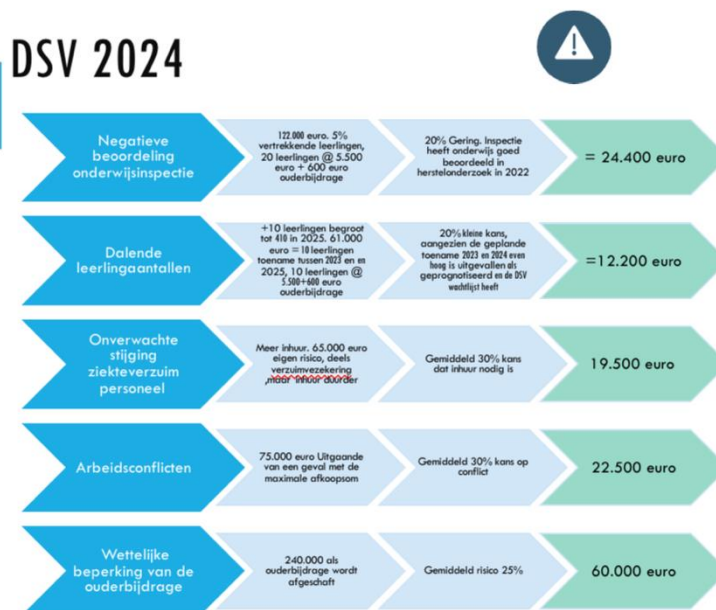 DSV 2024
Negatieve
beoordeling
onderwijsinspectie
122.000 euro. 5%
vertrekkende leerlingen,
20 leerlingen @ 5.500
euro + 600 euro
ouderbijdrage
20% Gering. Inspectie
heeft onderwijs goed
beoordeeld in
herstelonderzoek in 2022
= 24.400 euro
Dalende
leerlingaantallen
+10 leerlingen begroot
tot 410 in 2025. 61.000
euro = 10 leerlingen
toename tussen 2023 en en
2025, 10 leerlingen @
5.500+600 euro
ouderbijdrage
20% kleine kans,
aangezien de geplande
toename 2023 en 2024 even
hoog is uitgevallen als
geprognotiseerd en de DSV
wachtlijst heeft
=12.200 euro
Onverwachte
stijging
ziekteverzuim
personeel
Meer inhuur. 65.000 euro
eigen risico, deels
verzuimvezekering
,maar inhuur duurder
Gemiddeld 30% kans
dat inhuur nodig is
19.500 euro
Arbeidsconflicten
75.000 euro Uitgaande
van een geval met de
maximale afkoopsom
Gemiddeld 30% kans op
conflict
22.500 euro
Wettelijke
beperking van de
ouderbijdrage
240.000 als
ouderbijdrage wordt
afgeschaft
Gemiddeld risico 25%
60.000 euro